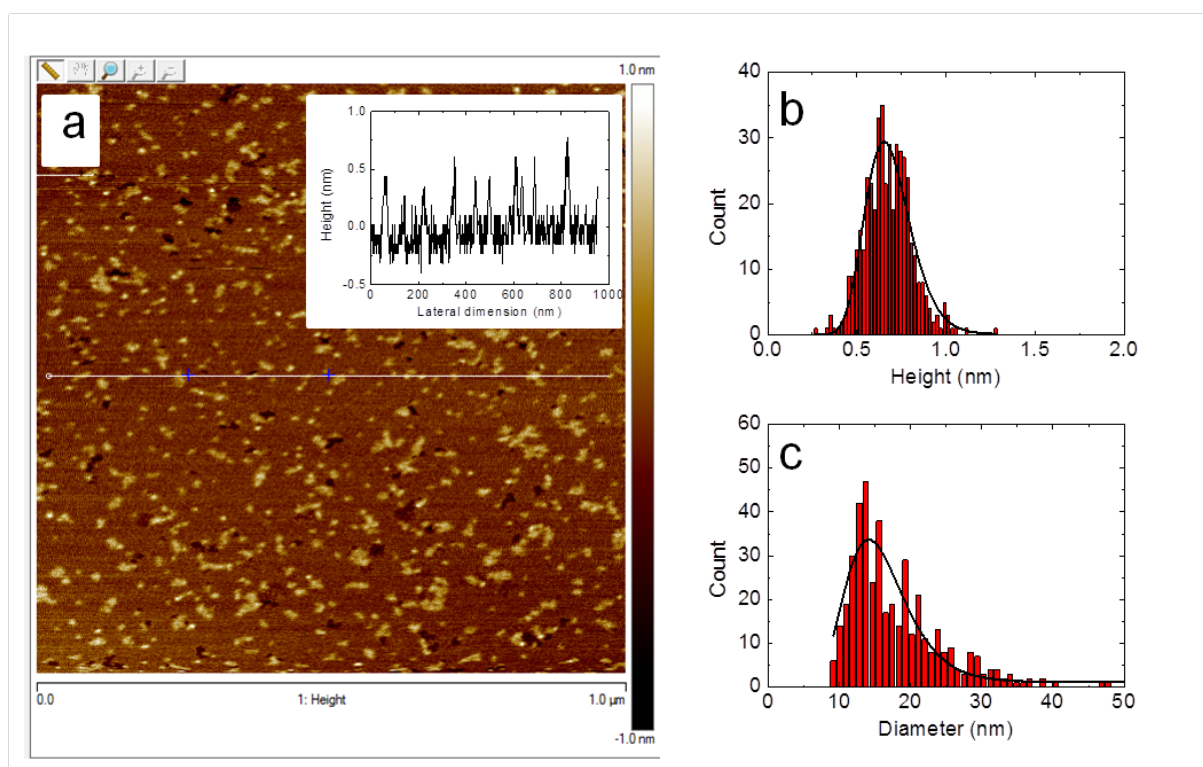 1.0 nm
a
1.0
0.5
0.0
-0.5
Height (nm)
0 200 400 600 800 1000
Lateral dimension (nm)
0.0 1: Height 1.0 µm
-1.0 nm
b
40
30
20
10
0
Count
0.0 0.5 1.0 1.5 2.0
Height (nm)
c
60
50
40
30
20
10
0
Count
0 10 20 30 40 50
Diameter (nm)